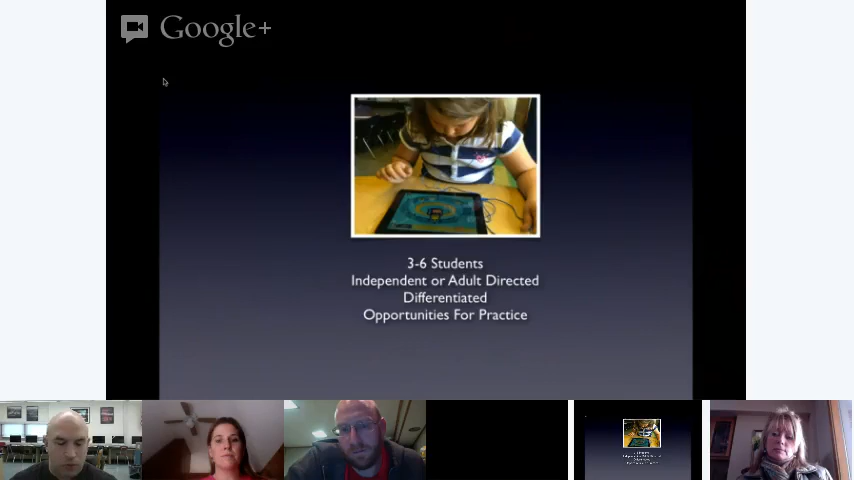 Google+
3-6 Students
Independent or Adult Directed
Differentiated
Opportunities For Practice